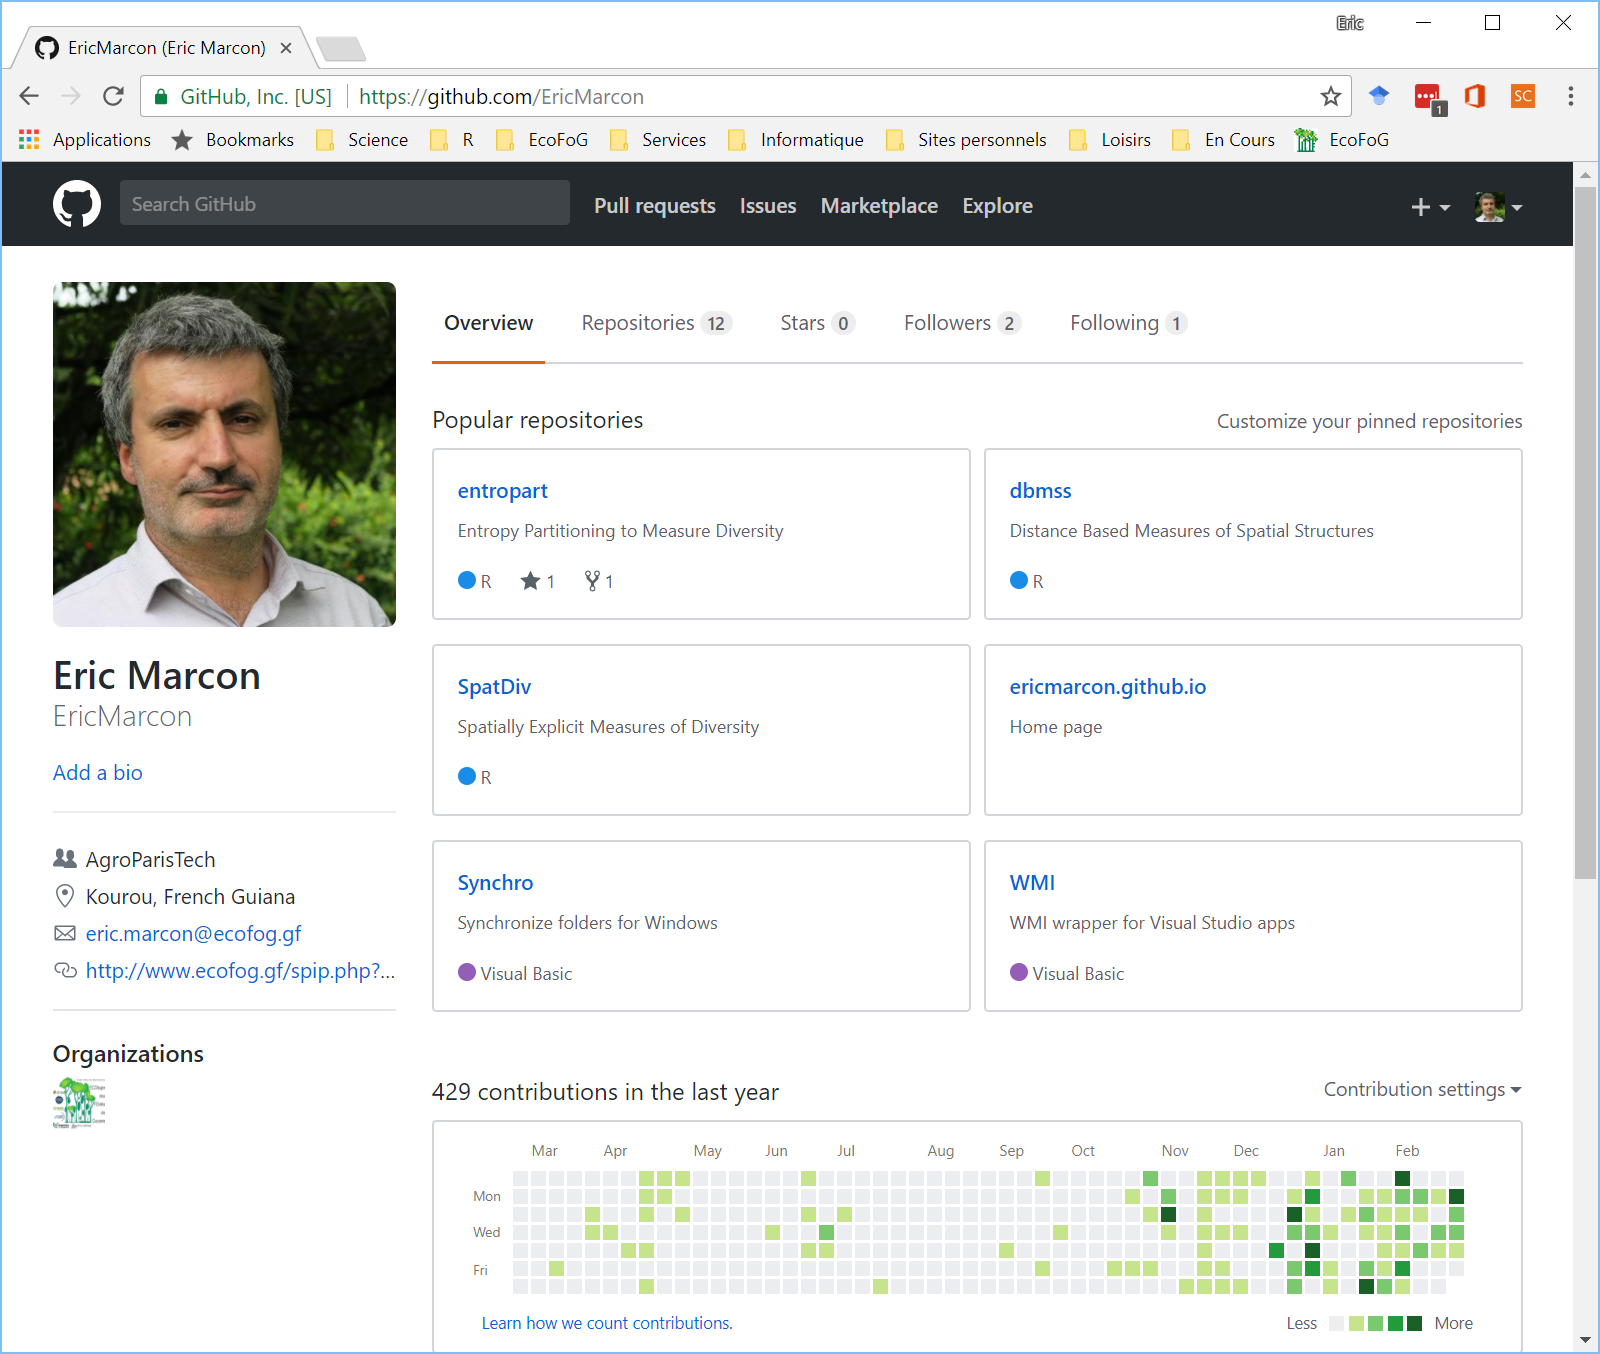 Eric
EricMarcon (Eric Marcon)
GitHub, Inc. [US] https://github.com/EricMarcon
SC
1
Applications Bookmarks Science R EcoFoG Services Informatique Sites personnels Loisirs En Cours EcoFoG
Search GitHub Pull requests Issues Marketplace Explore
Overview Repositories 12 Stars 0 Followers 2 Following 1
Popular repositories Customize your pinned repositories
entropart
Entropy Partitioning to Measure Diversity
R 1 1
dbmss
Distance Based Measures of Spatial Structures
R
SpatDiv
Spatially Explicit Measures of Diversity
R
ericmarcon.github.io
Home page
Synchro
Synchronize folders for Windows
Visual Basic
WMI
WMI wrapper for Visual Studio apps
Visual Basic
Eric Marcon
EricMarcon
Add a bio
AgroParisTech
Kourou, French Guiana
eric.marcon@ecofog.gf
http://www.ecofog.gf/spip.php?...
Organizations
429 contributions in the last year Contribution settings
Mar Apr May Jun Jul Aug Sep Oct Nov Dec Jan Feb
Mon
Wed
Fri
Learn how we count contributions. Less More